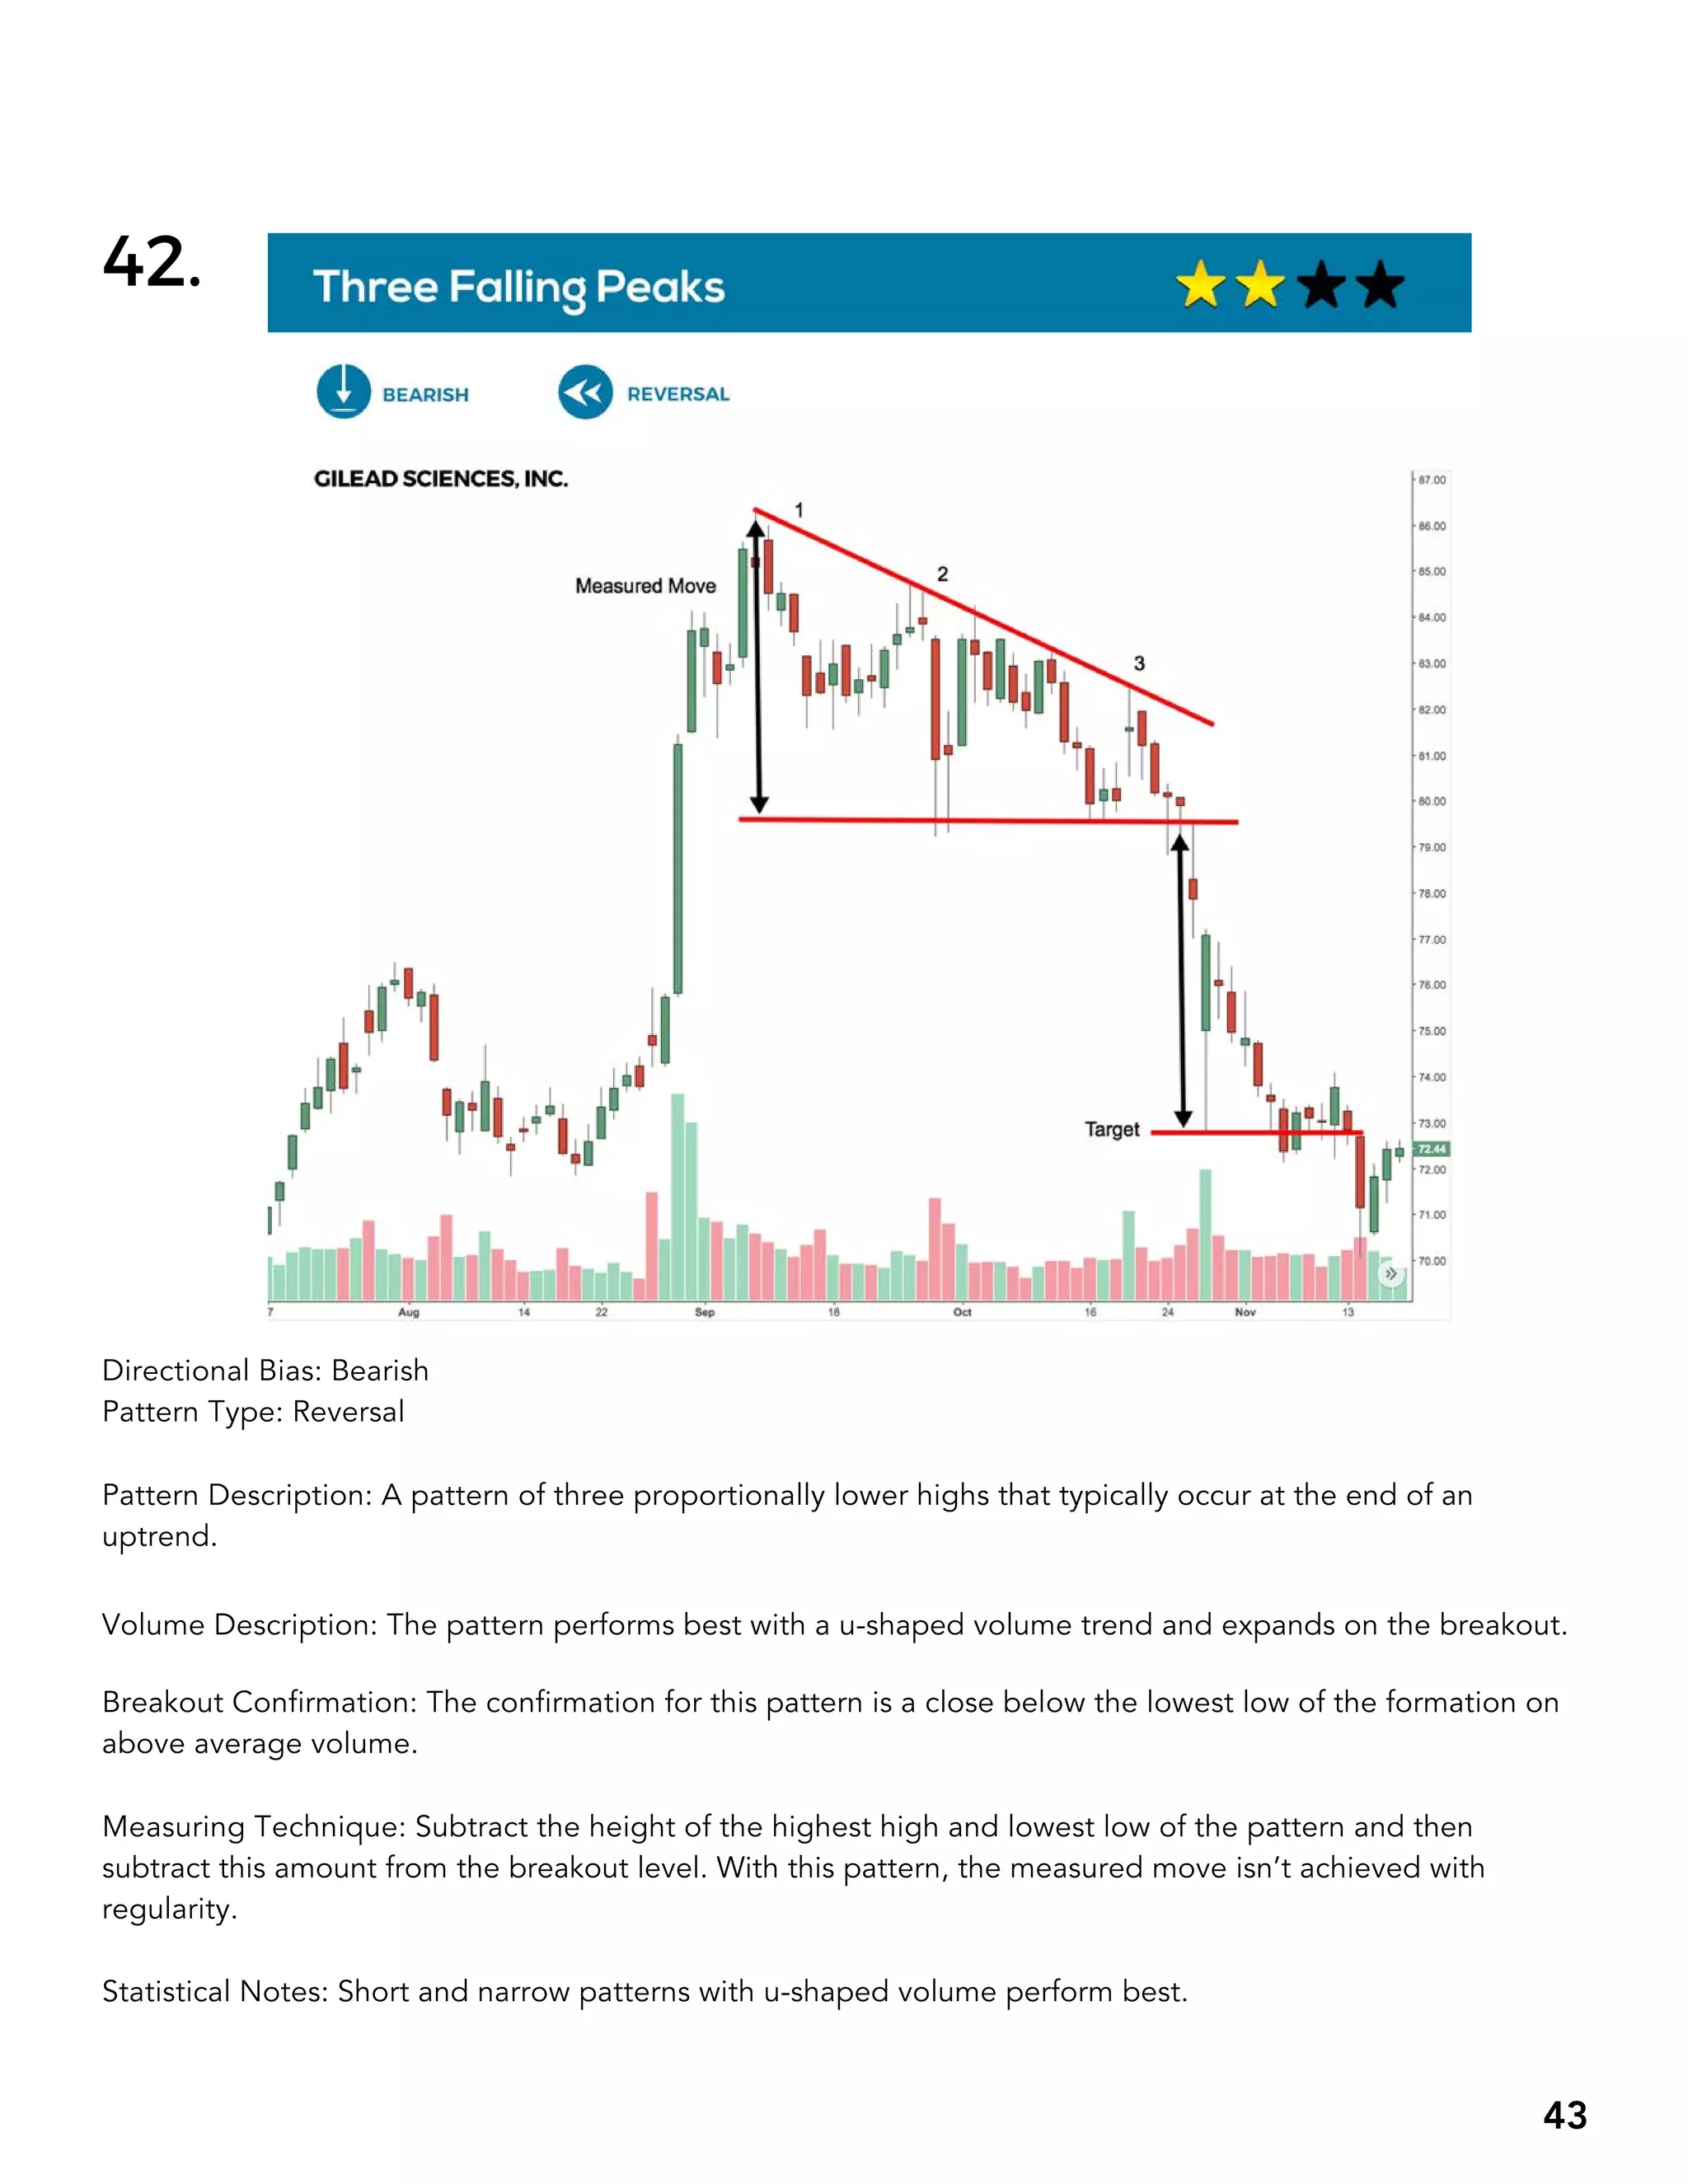 42.
Three Falling Peaks
BEARISH
REVERSAL
GILEAD SCIENCES, INC.
1
2
3
Measured Move
Target
87.00
86.00
85.00
84.00
83.00
82.00
81.00
80.00
79.00
78.00
77.00
76.00
75.00
74.00
73.00
72.44
72.00
71.00
70.00
7 Aug 14 22 Sep 18 Oct 16 24 Nov 13
Directional Bias: Bearish
Pattern Type: Reversal
Pattern Description: A pattern of three proportionally lower highs that typically occur at the end of an
uptrend.
Volume Description: The pattern performs best with a u-shaped volume trend and expands on the breakout.
Breakout Confirmation: The confirmation for this pattern is a close below the lowest low of the formation on
above average volume.
Measuring Technique: Subtract the height of the highest high and lowest low of the pattern and then
subtract this amount from the breakout level. With this pattern, the measured move isn’t achieved with
regularity.
Statistical Notes: Short and narrow patterns with u-shaped volume perform best.
43